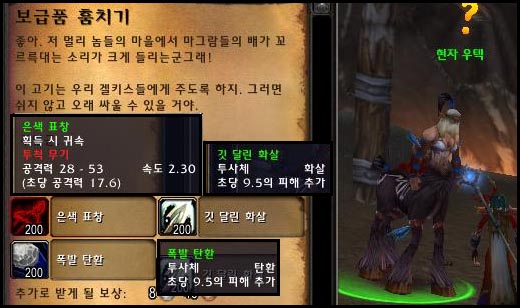 보급품 훔치기
좋아. 저 멀리 놈들의 마을에서 마그람들의 배가 꼬
르륵대는 소리가 크게 들리는군그래!
이 고기는 우리 겔키스들에게 주도록 하지. 그러면
쉬지 않고 오래 싸울 수 있을 거야.
은색 표창
획득 시 귀속
투척 무기
공격력 28 - 53 속도 2.30
(초당 공격력 17.6)
깃 달린 화살
투사체 화살
초당 9.5의 피해 추가
200 은색 표창
200 깃 달린 화살
200 폭발 탄환
폭발 탄환
투사체 탄환
초당 9.5의 피해 추가
추가로 받게 될 보상: 8
?
현자 우텍